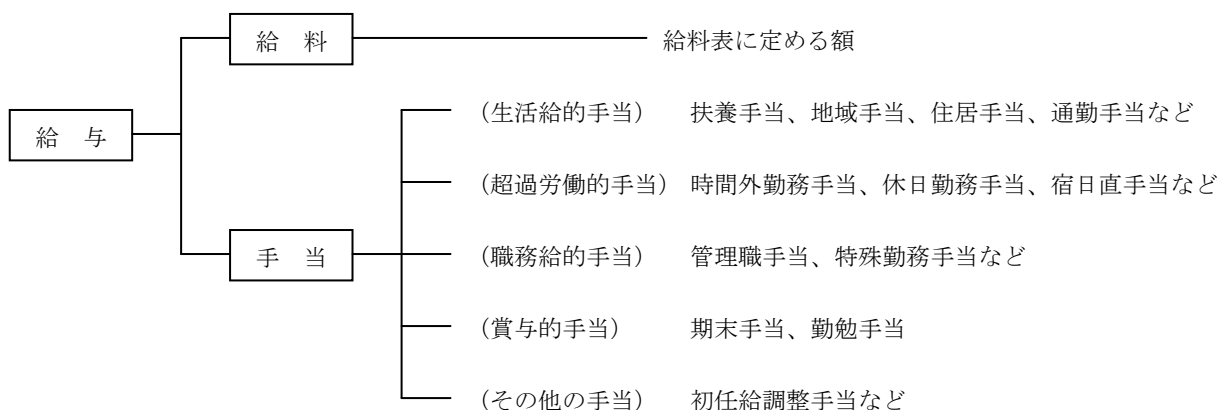 給 料 給料表に定める額
(生活給的手当) 扶養手当、地域手当、住居手当、通勤手当など
給 与
(超過労働的手当) 時間外勤務手当、休日勤務手当、宿日直手当など
手 当 (職務給的手当) 管理職手当、特殊勤務手当など
(賞与的手当) 期末手当、勤勉手当
(その他の手当) 初任給調整手当など